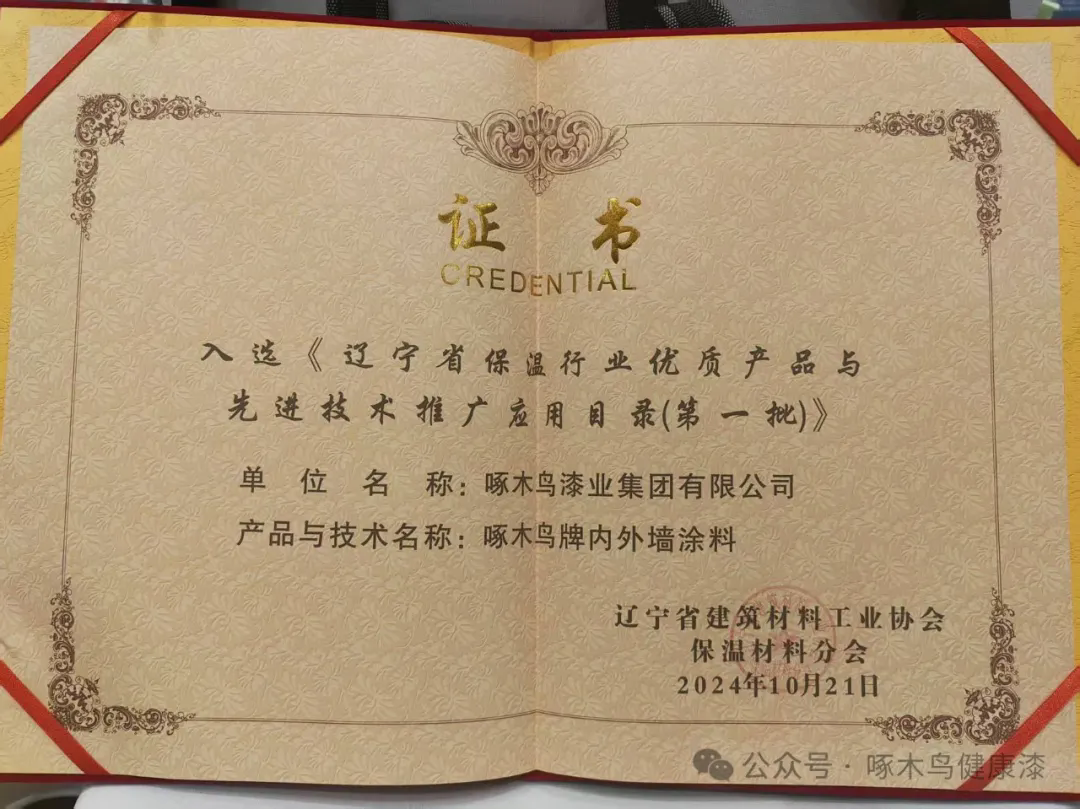 证 书
CREDENTIAL
入选《辽宁省保温行业优质产品与
先进技术推广应用目录(第一批)》
单位名称：啄木鸟漆业集团有限公司
产品与技术名称：啄木鸟牌内外墙涂料
辽宁省建筑材料工业协会
保温材料分会
2024年10月21日
公众号 · 啄木鸟健康漆